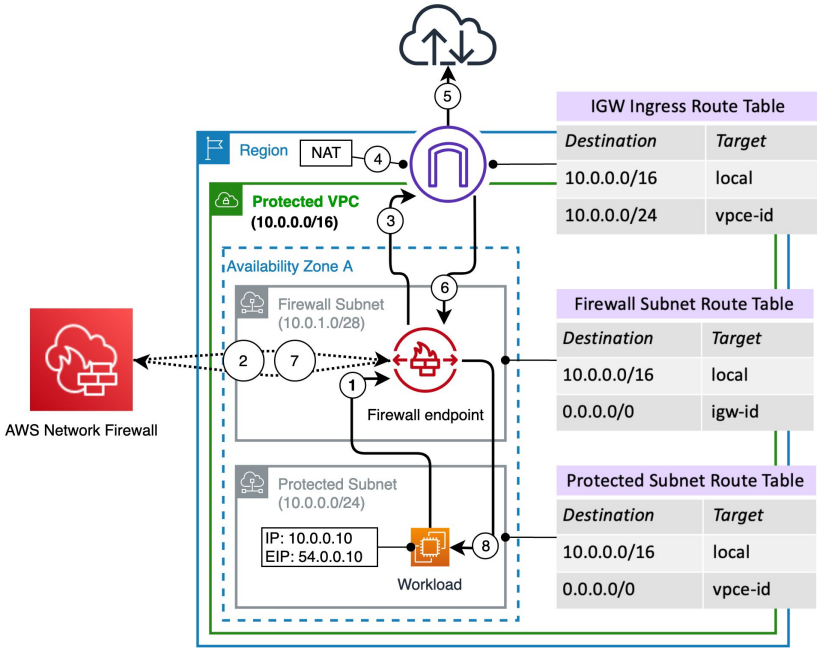 5
IGW Ingress Route Table
Destination Target
10.0.0.0/16 local
10.0.0.0/24 vpce-id
Region
NAT
4
Protected VPC
(10.0.0.0/16)
3
Availability Zone A
6
Firewall Subnet
(10.0.1.0/28)
Firewall Subnet Route Table
Destination Target
10.0.0.0/16 local
0.0.0.0/0 igw-id
2
7
1
Firewall endpoint
AWS Network Firewall
Protected Subnet
(10.0.0.0/24)
Protected Subnet Route Table
Destination Target
10.0.0.0/16 local
0.0.0.0/0 vpce-id
IP: 10.0.0.10
EIP: 54.0.0.10
8
Workload